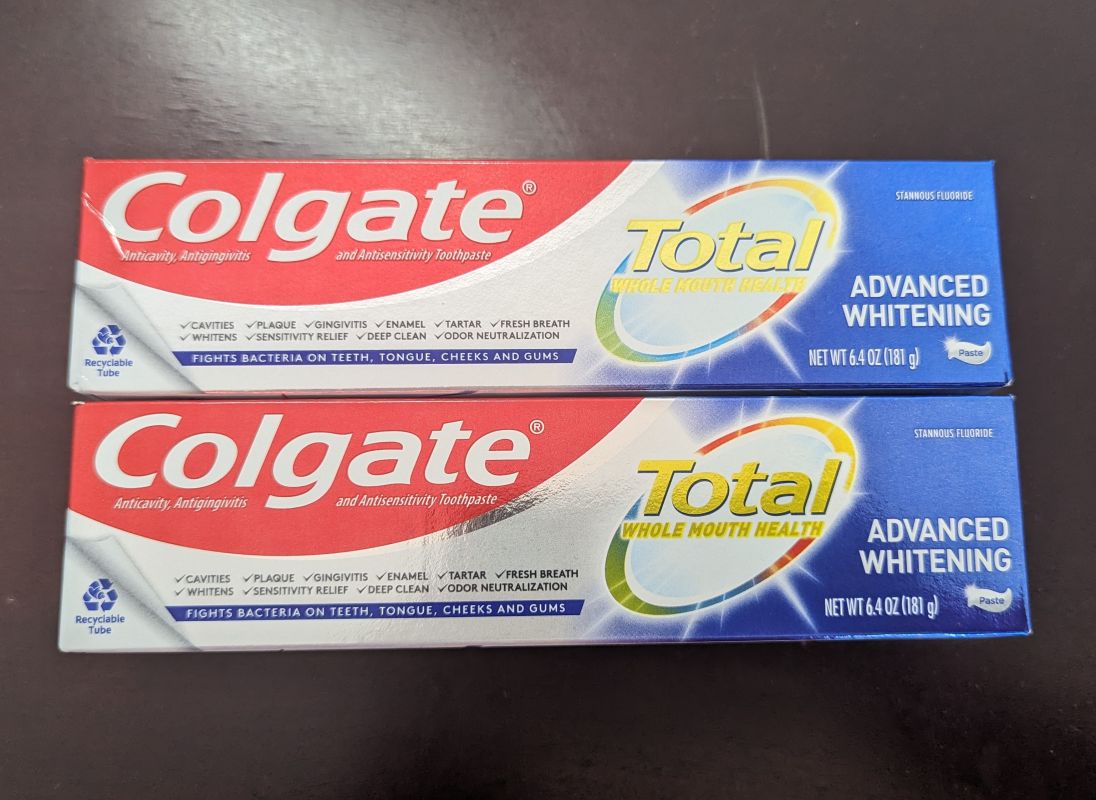 Colgate®
Anticavity, Antigingivitis and Antisensitivity Toothpaste
✓CAVITIES ✓PLAQUE ✓GINGIVITIS ✓ENAMEL ✓TARTAR ✓FRESH BREATH
✓WHITENS ✓SENSITIVITY RELIEF ✓DEEP CLEAN ✓ODOR NEUTRALIZATION
FIGHTS BACTERIA ON TEETH, TONGUE, CHEEKS AND GUMS
Recyclable
Tube
Total
WHOLE MOUTH HEALTH
STANNOUS FLUORIDE
ADVANCED
WHITENING
NET WT 6.4 OZ (181 g)
Paste
Colgate®
Anticavity, Antigingivitis and Antisensitivity Toothpaste
✓CAVITIES ✓PLAQUE ✓GINGIVITIS ✓ENAMEL ✓TARTAR ✓FRESH BREATH
✓WHITENS ✓SENSITIVITY RELIEF ✓DEEP CLEAN ✓ODOR NEUTRALIZATION
FIGHTS BACTERIA ON TEETH, TONGUE, CHEEKS AND GUMS
Recyclable
Tube
Total
WHOLE MOUTH HEALTH
STANNOUS FLUORIDE
ADVANCED
WHITENING
NET WT 6.4 OZ (181 g)
Paste